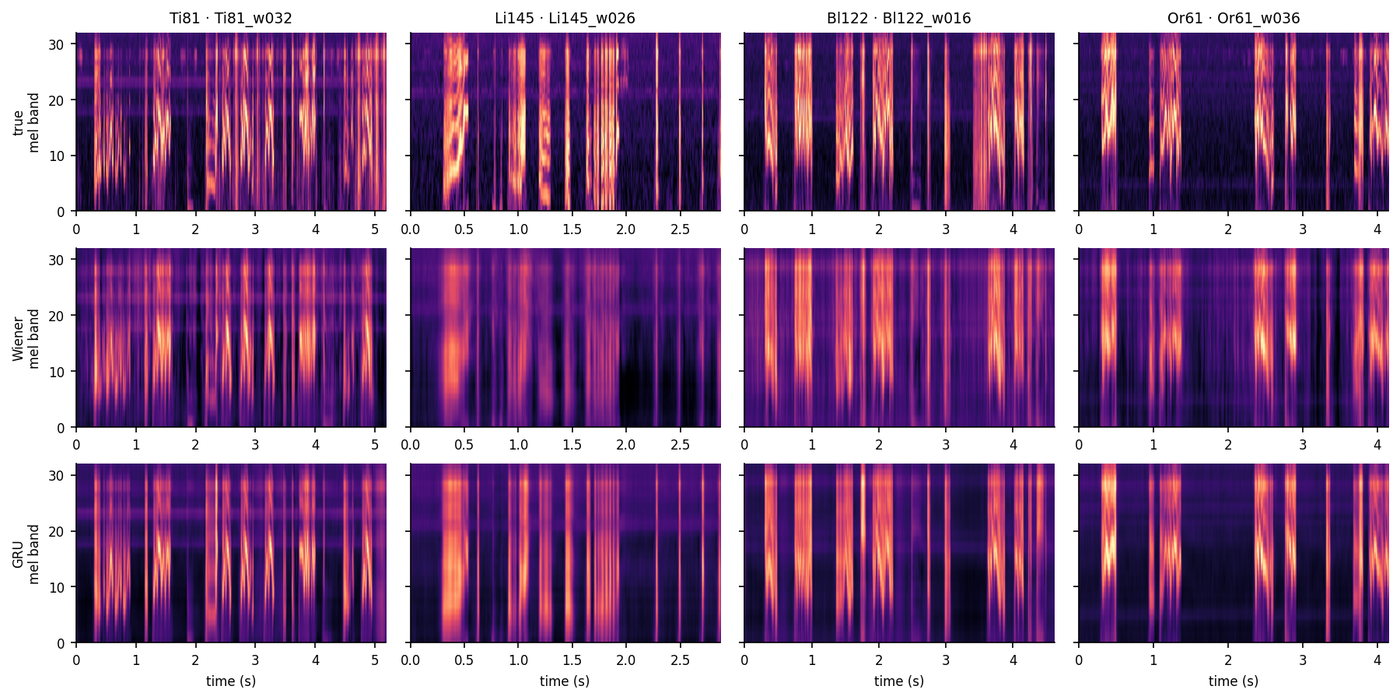 Ti81 · Ti81_w032
Li145 · Li145_w026
Bl122 · Bl122_w016
Or61 · Or61_w036
true
mel band
30
20
10
0
0 1 2 3 4 5
0.0 0.5 1.0 1.5 2.0 2.5
0 1 2 3 4
0 1 2 3 4
Wiener
mel band
30
20
10
0
0 1 2 3 4 5
0.0 0.5 1.0 1.5 2.0 2.5
0 1 2 3 4
0 1 2 3 4
GRU
mel band
30
20
10
0
0 1 2 3 4 5
0.0 0.5 1.0 1.5 2.0 2.5
0 1 2 3 4
0 1 2 3 4
time (s)
time (s)
time (s)
time (s)